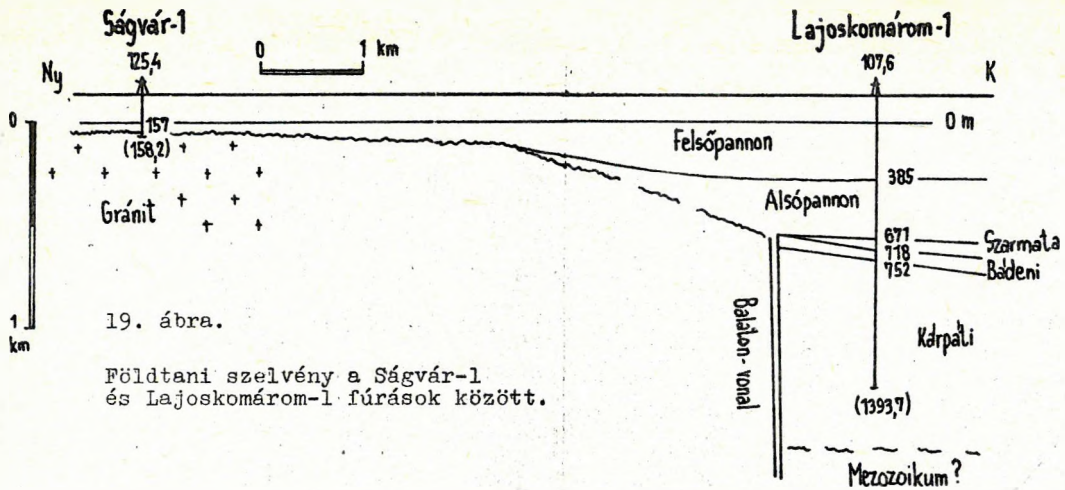 Ságvár-1
Lajoskomárom-1
0 1 km
125,4
107,6
Ny
K
0
157
0 m
(158,2)
Felsőpannon
385
Gránit
Alsópannon
671
Szarmata
718
Bádeni
752
1
km
19. ábra.
Balaton-vonal
Kárpáti
Földtani szelvény a Ságvár-1
és Lajoskomárom-1 fúrások között.
(1393,7)
Mezozoikum?